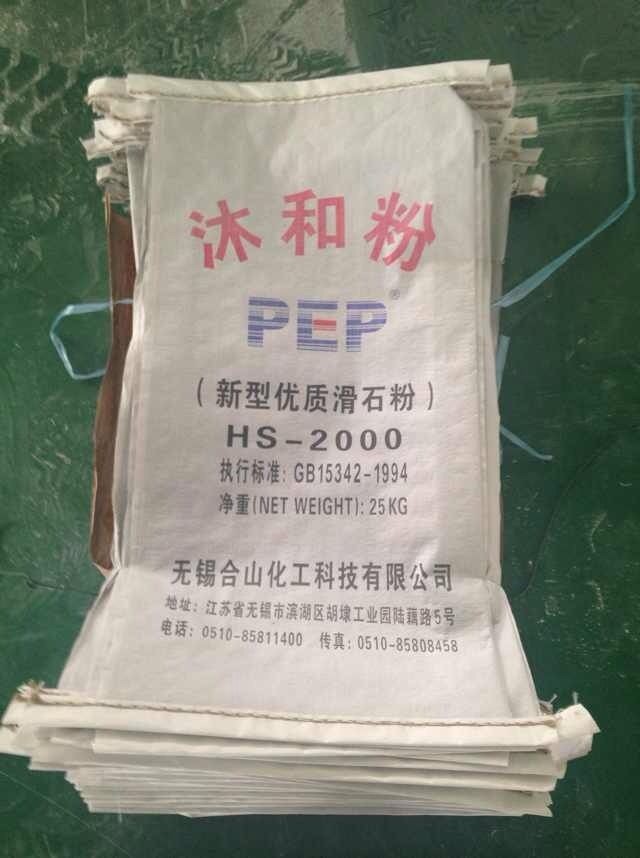 沐和粉
PEP®
（新型优质滑石粉）
HS-2000
执行标准: GB15342-1994
净重(NET WEIGHT): 25KG
无锡合山化工科技有限公司
地址: 江苏省无锡市滨湖区胡埭工业园陆藕路5号
电话: 0510-85811400 传真: 0510-85808458